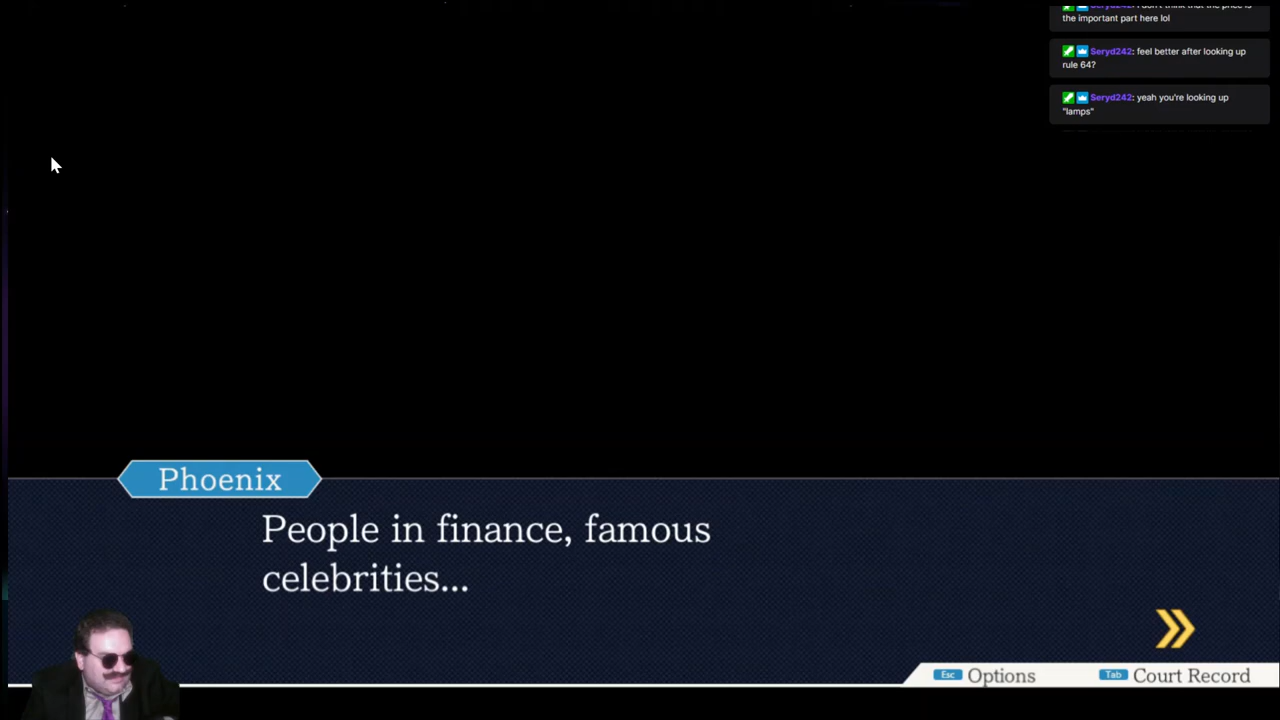 the important part here lol
Seryd242: feel better after looking up
rule 64?
Seryd242: yeah you're looking up
"lamps"
Phoenix
People in finance, famous
celebrities...
Esc Options
Tab Court Record